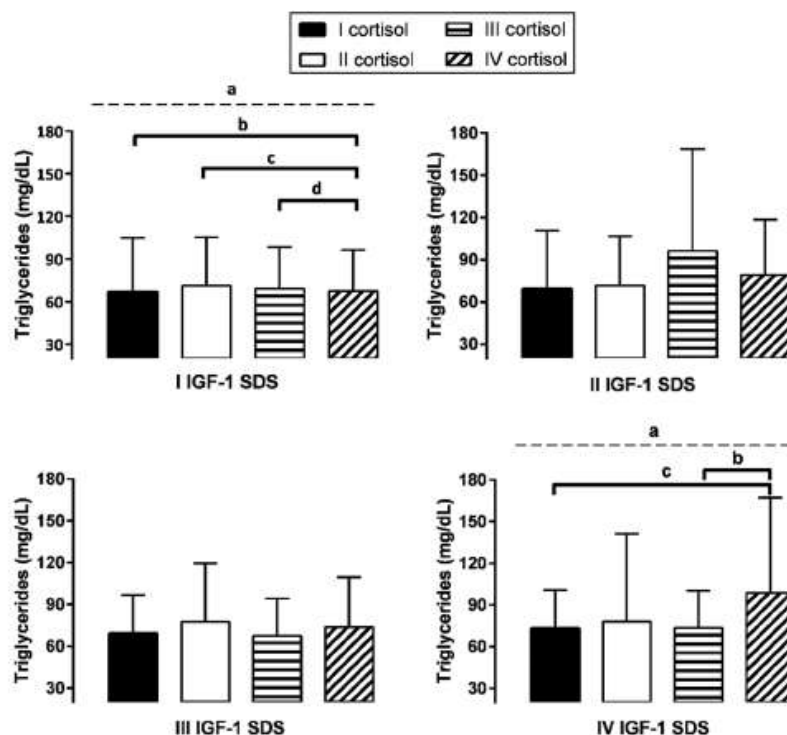 I cortisol
III cortisol
II cortisol
IV cortisol
a
b
c
d
Triglycerides (mg/dL)
180
150
120
90
60
30
I IGF-1 SDS
Triglycerides (mg/dL)
180
150
120
90
60
30
II IGF-1 SDS
Triglycerides (mg/dL)
180
150
120
90
60
30
III IGF-1 SDS
a
b
c
Triglycerides (mg/dL)
180
150
120
90
60
30
IV IGF-1 SDS